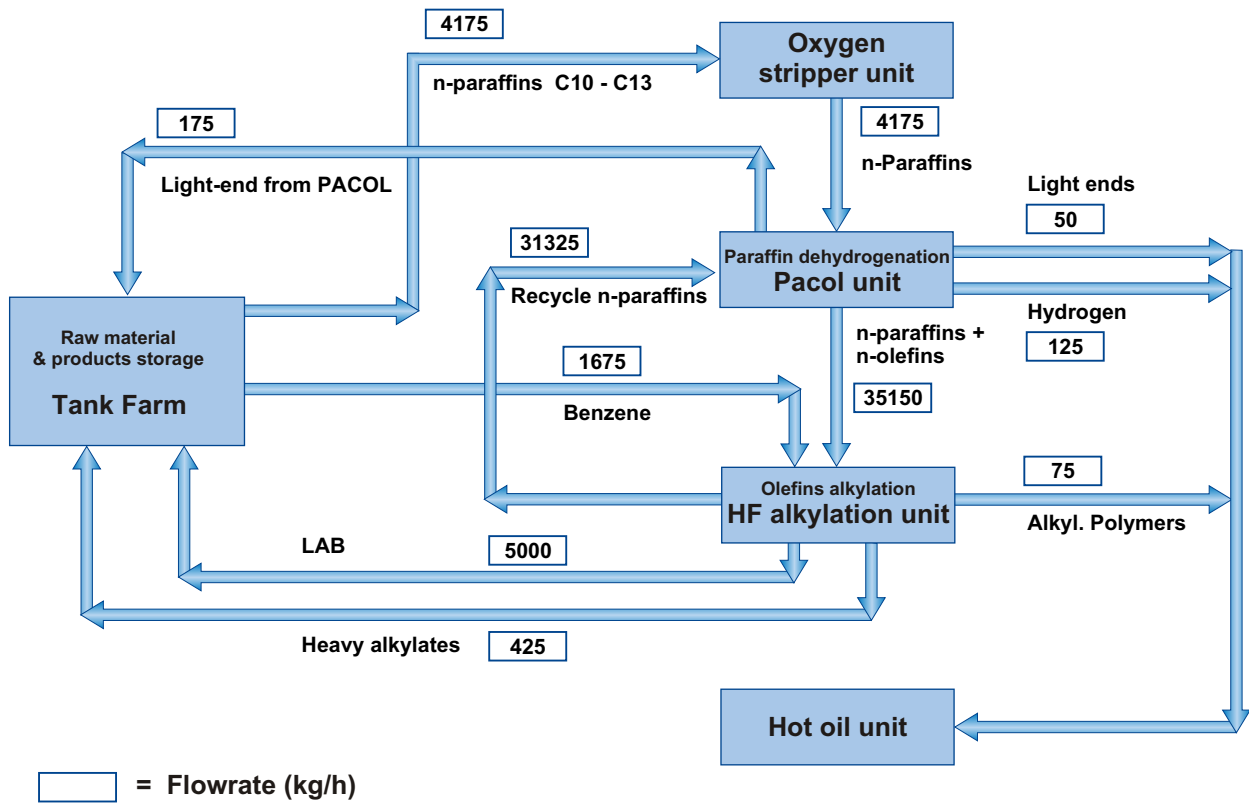 4175
n-paraffins C10 - C13
Oxygen
stripper unit
175
Light-end from PACOL
4175
n-Paraffins
Light ends
50
31325
Recycle n-paraffins
Paraffin dehydrogenation
Pacol unit
Hydrogen
125
Raw material
& products storage
Tank Farm
n-paraffins +
n-olefins
35150
1675
Benzene
Olefins alkylation
HF alkylation unit
75
Alkyl. Polymers
LAB
5000
Heavy alkylates
425
Hot oil unit
= Flowrate (kg/h)